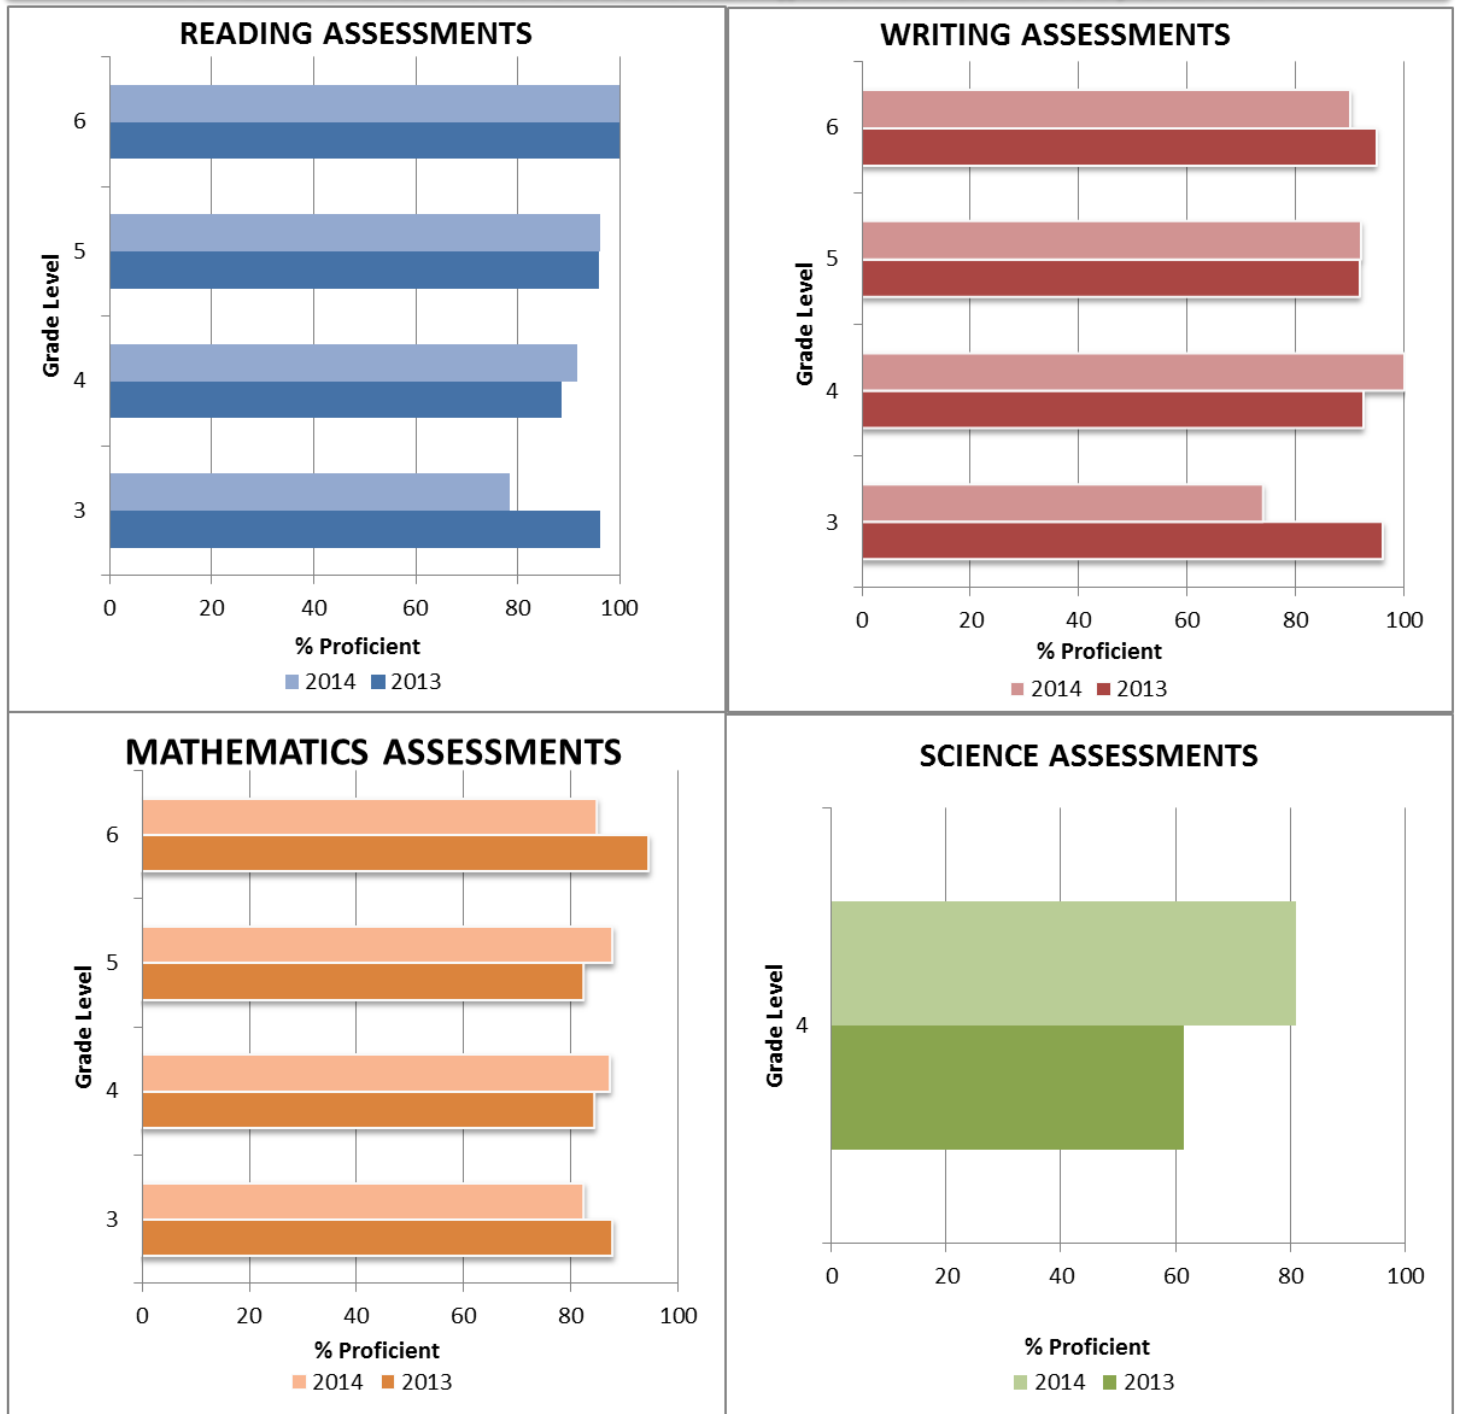 READING ASSESSMENTS
6
5
4
3
Grade Level
0 20 40 60 80 100
% Proficient
2014 2013
WRITING ASSESSMENTS
6
5
4
3
Grade Level
0 20 40 60 80 100
% Proficient
2014 2013
MATHEMATICS ASSESSMENTS
6
5
4
3
Grade Level
0 20 40 60 80 100
% Proficient
2014 2013
SCIENCE ASSESSMENTS
4
Grade Level
0 20 40 60 80 100
% Proficient
2014 2013